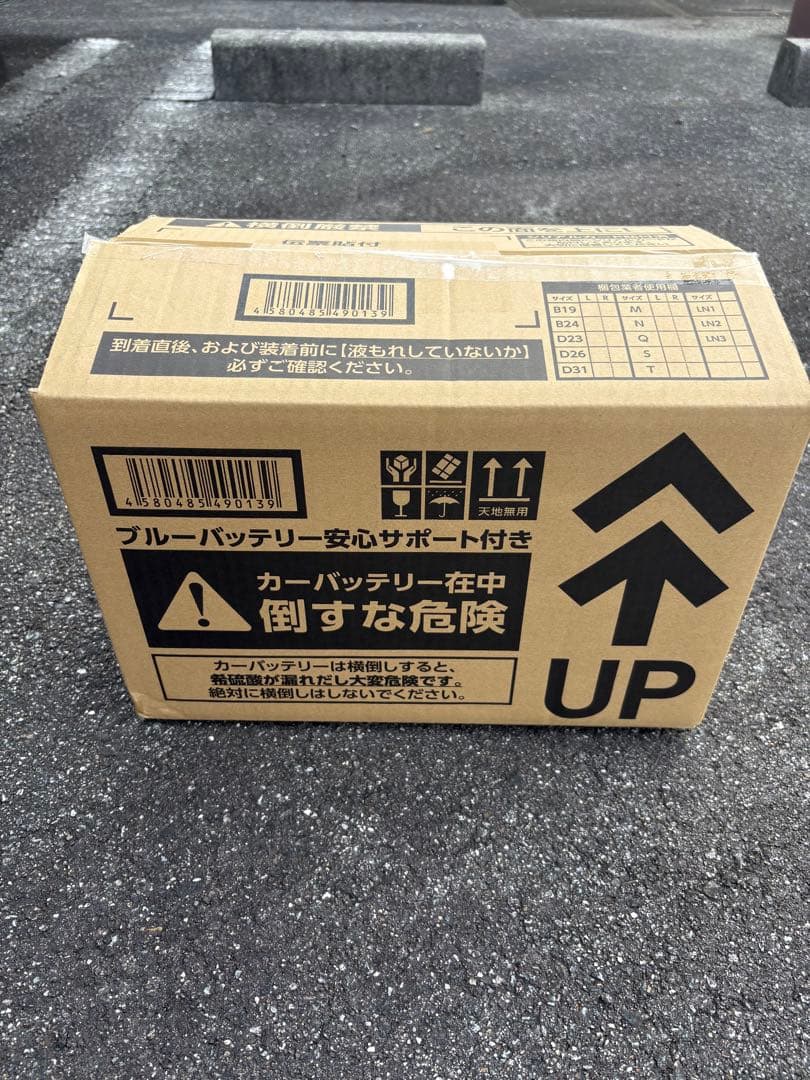 横倒厳禁
この面を上に!
伝票貼付
4580485490139
梱包業者使用欄
サイズ L R サイズ L R サイズ
B19 M LN1
B24 N LN2
D23 Q LN3
D26 S
D31 T
到着直後、および装着前に【液もれしていないか】
必ずご確認ください。
4580485490139
天地無用
ブルーバッテリー安心サポート付き
カーバッテリー在中
倒すな危険
カーバッテリーは横倒しすると、
希硫酸が漏れだし大変危険です。
絶対に横倒しはしないでください。
UP